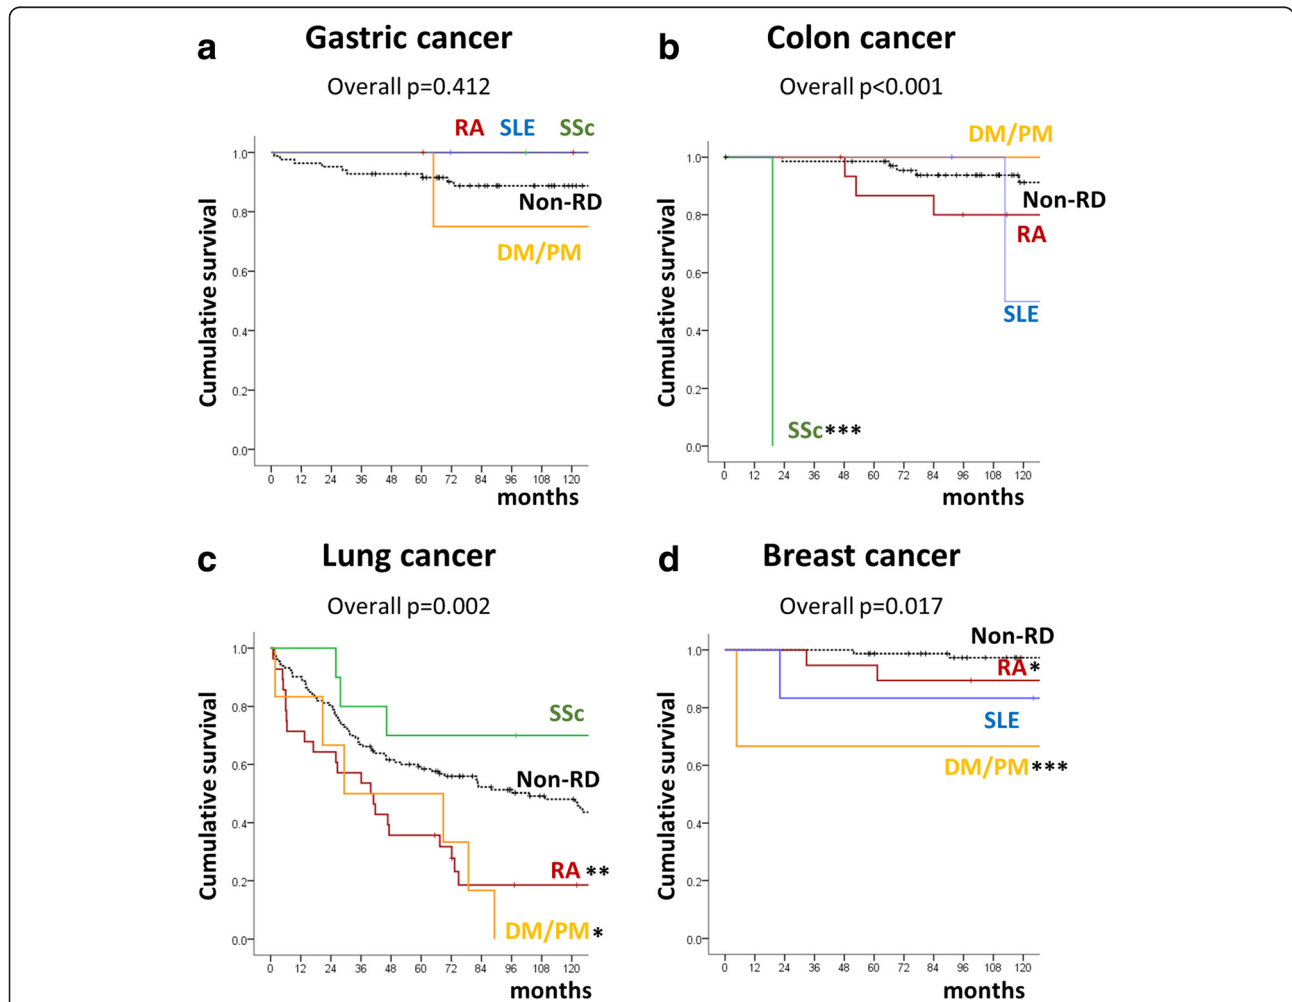 a Gastric cancer
Overall p=0.412
RA SLE SSc
1.0
Non-RD
0.8
DM/PM
0.6
0.4
0.2
0.0
Cumulative survival
0 12 24 36 48 60 72 84 96 108 120
months
b Colon cancer
Overall p<0.001
DM/PM
1.0
Non-RD
0.8
RA
0.6
SLE
0.4
0.2
SSc***
0.0
Cumulative survival
0 12 24 36 48 60 72 84 96 108 120
months
c Lung cancer
Overall p=0.002
1.0
0.8
SSc
0.6
Non-RD
0.4
0.2
RA **
DM/PM*
0.0
Cumulative survival
0 12 24 36 48 60 72 84 96 108 120
months
d Breast cancer
Overall p=0.017
Non-RD
1.0
RA*
0.8
SLE
0.6
DM/PM***
0.4
0.2
0.0
Cumulative survival
0 12 24 36 48 60 72 84 96 108 120
months